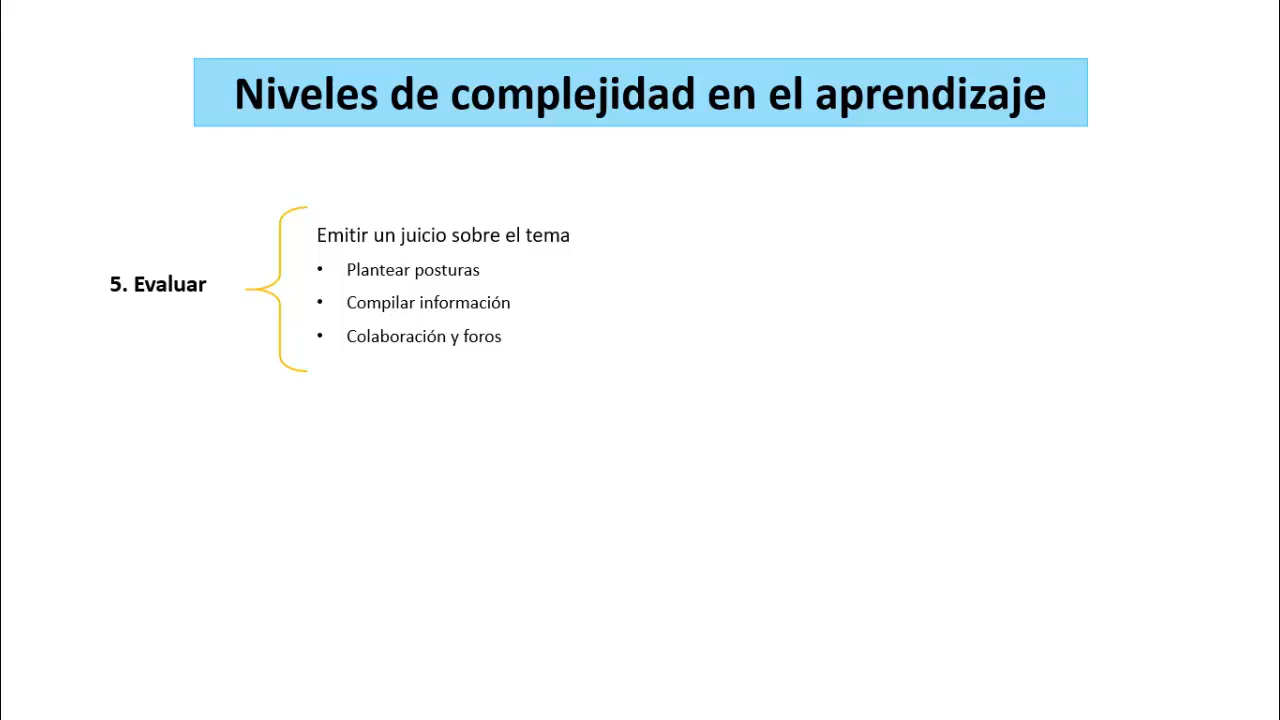 Niveles de complejidad en el aprendizaje
5. Evaluar
Emitir un juicio sobre el tema
• Plantear posturas
• Compilar información
• Colaboración y foros